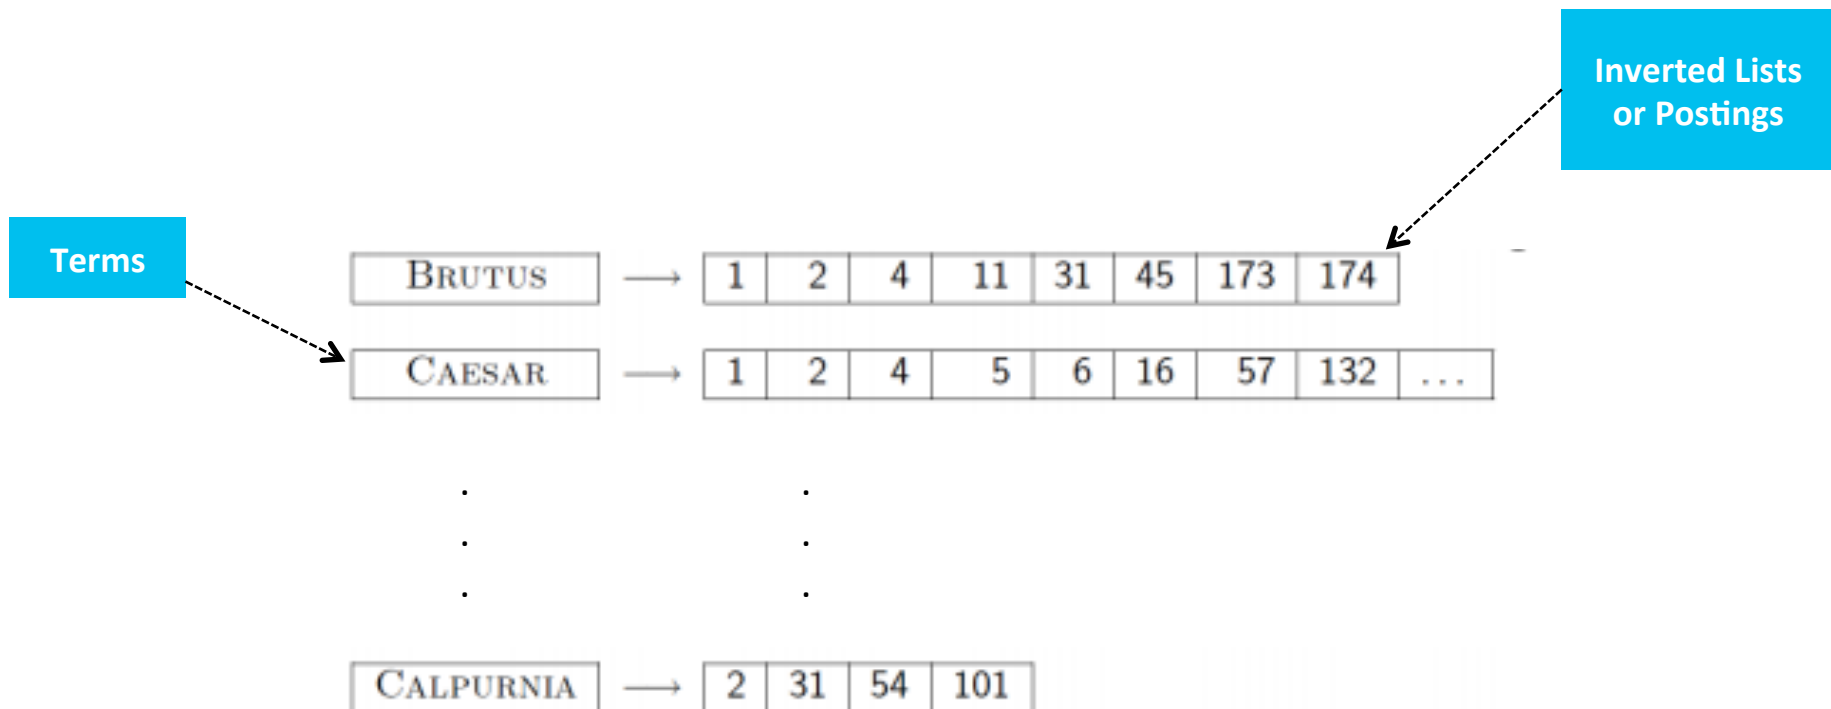 Inverted Lists
or Postings
Terms
BRUTUS → 1 2 4 11 31 45 173 174
CAESAR → 1 2 4 5 6 16 57 132 ...
. .
. .
. .
CALPURNIA → 2 31 54 101